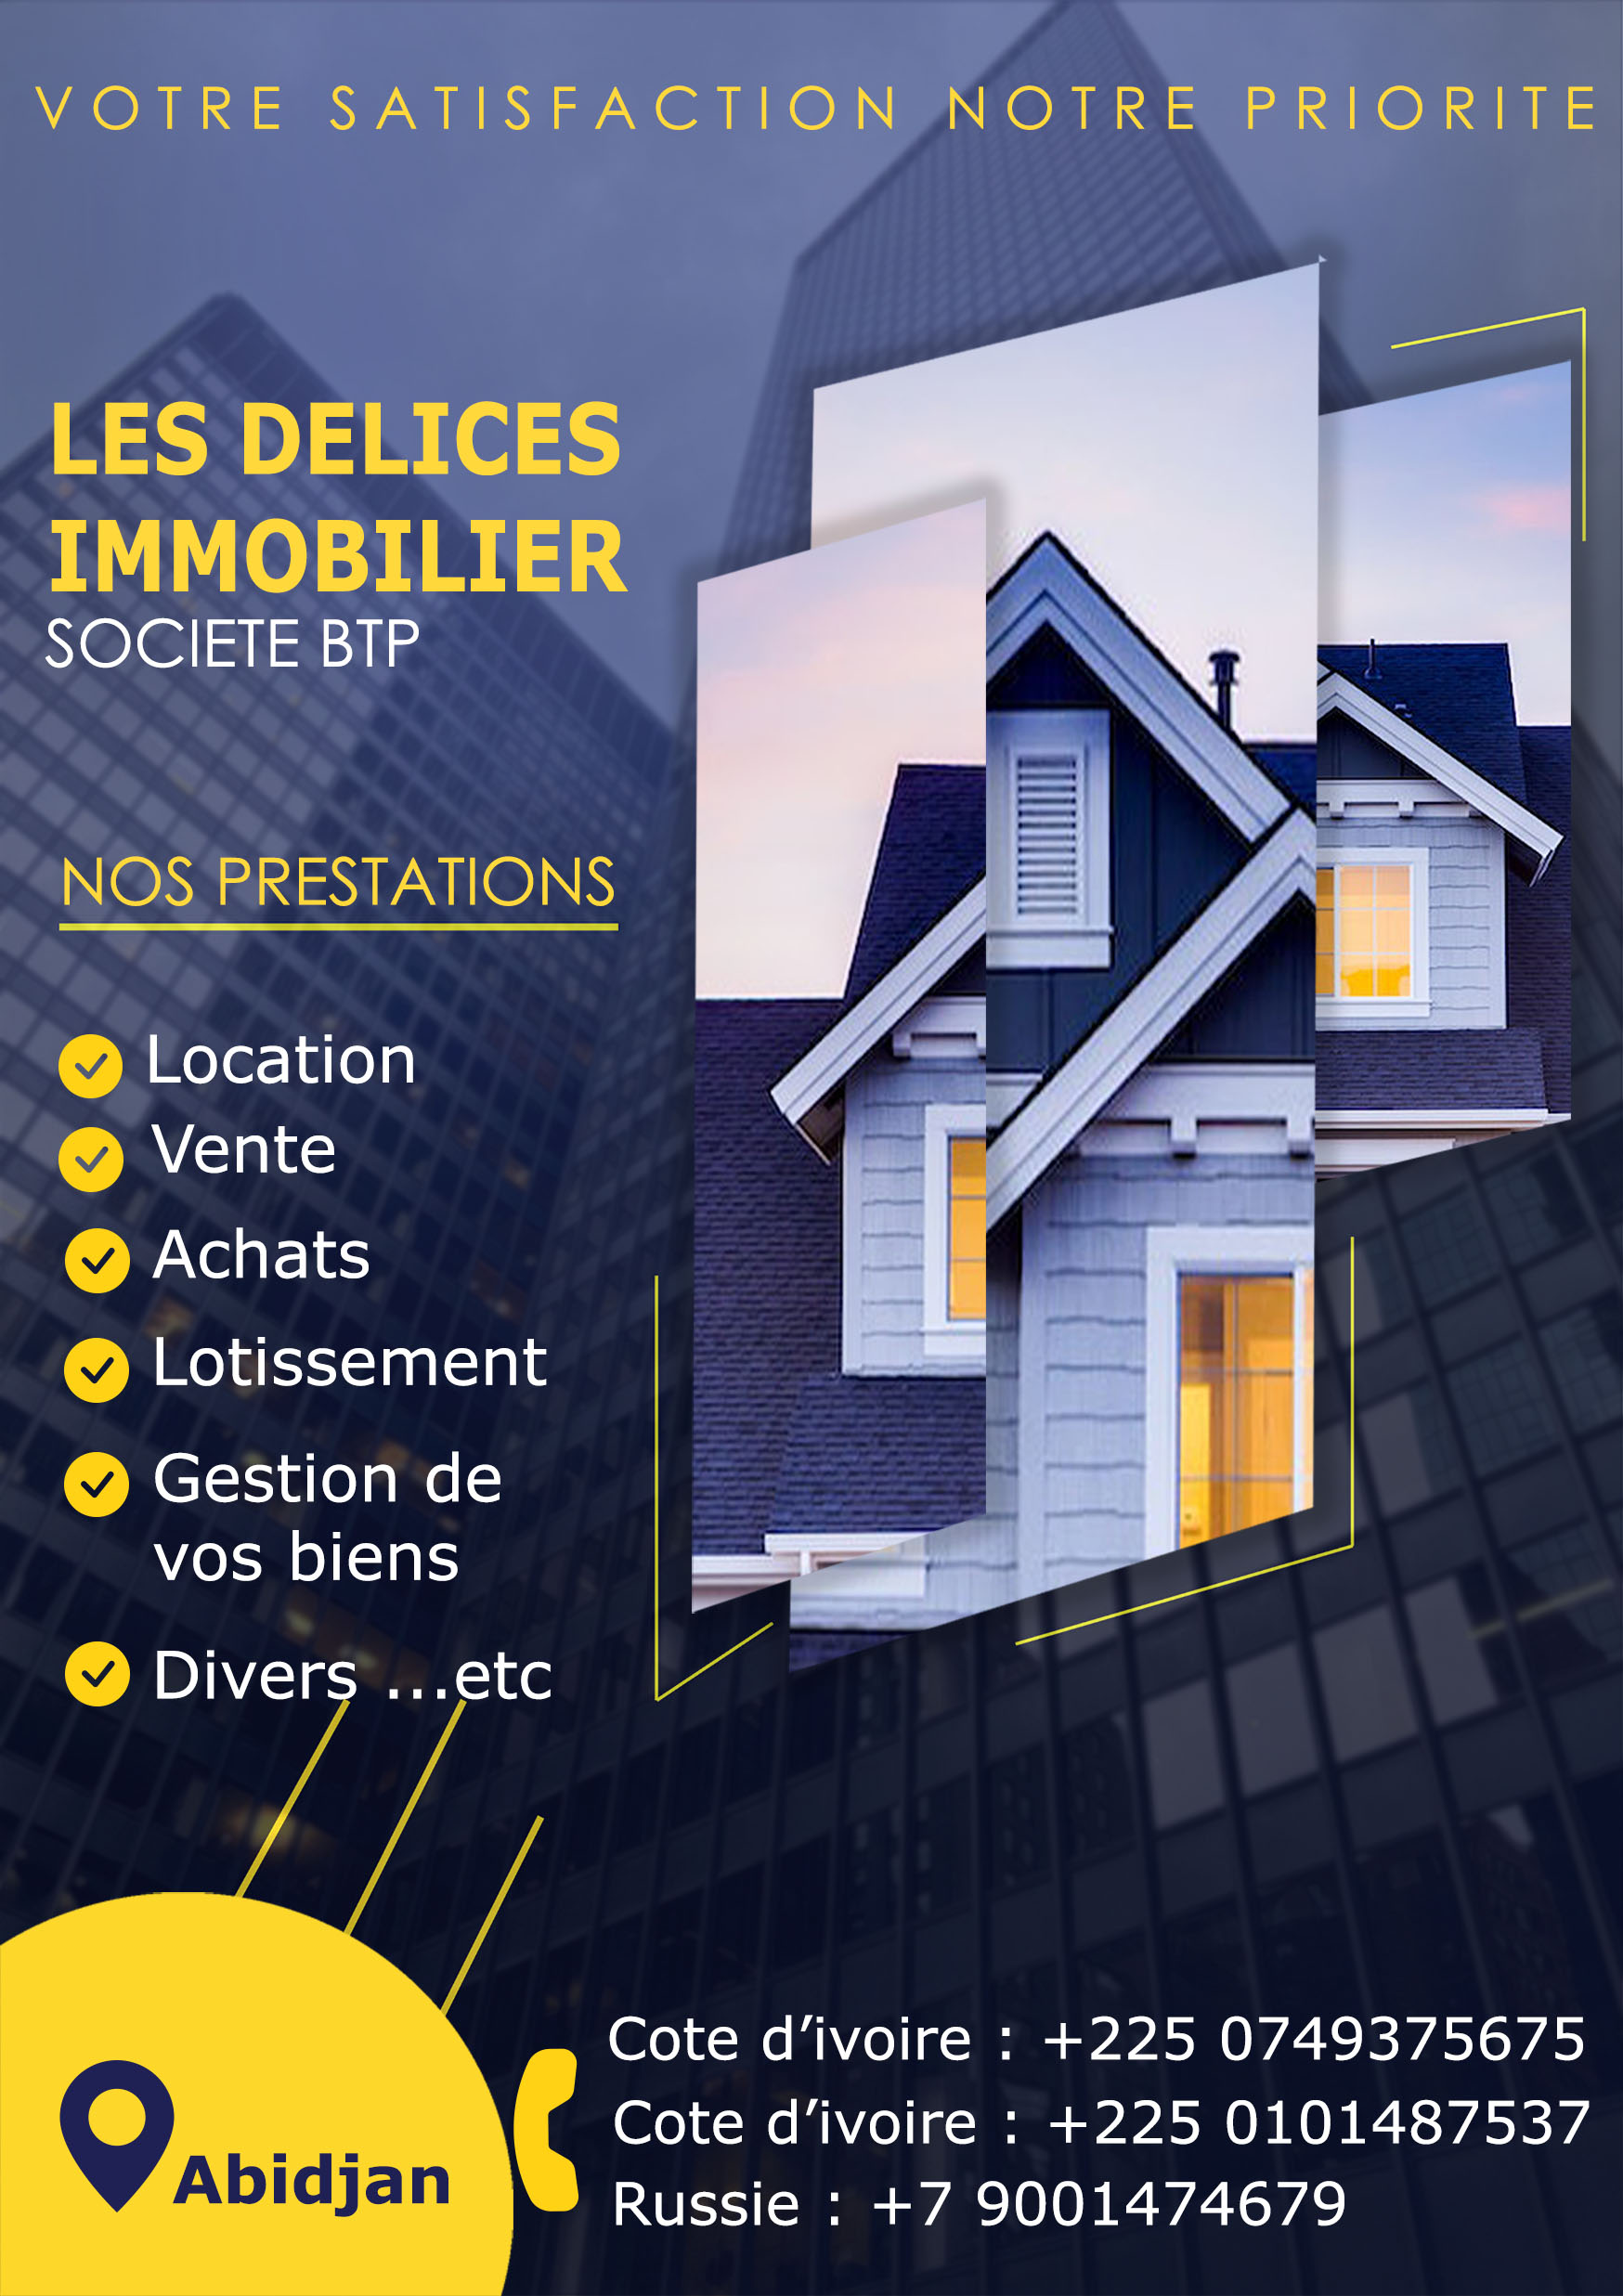 VOTRE SATISFACTION NOTRE PRIORITE
LES DELICES
IMMOBILIER
SOCIETE BTP
NOS PRESTATIONS
Location
Vente
Achats
Lotissement
Gestion de
vos biens
Divers ...etc
Abidjan
Cote d’ivoire : +225 0749375675
Cote d’ivoire : +225 0101487537
Russie : +7 9001474679